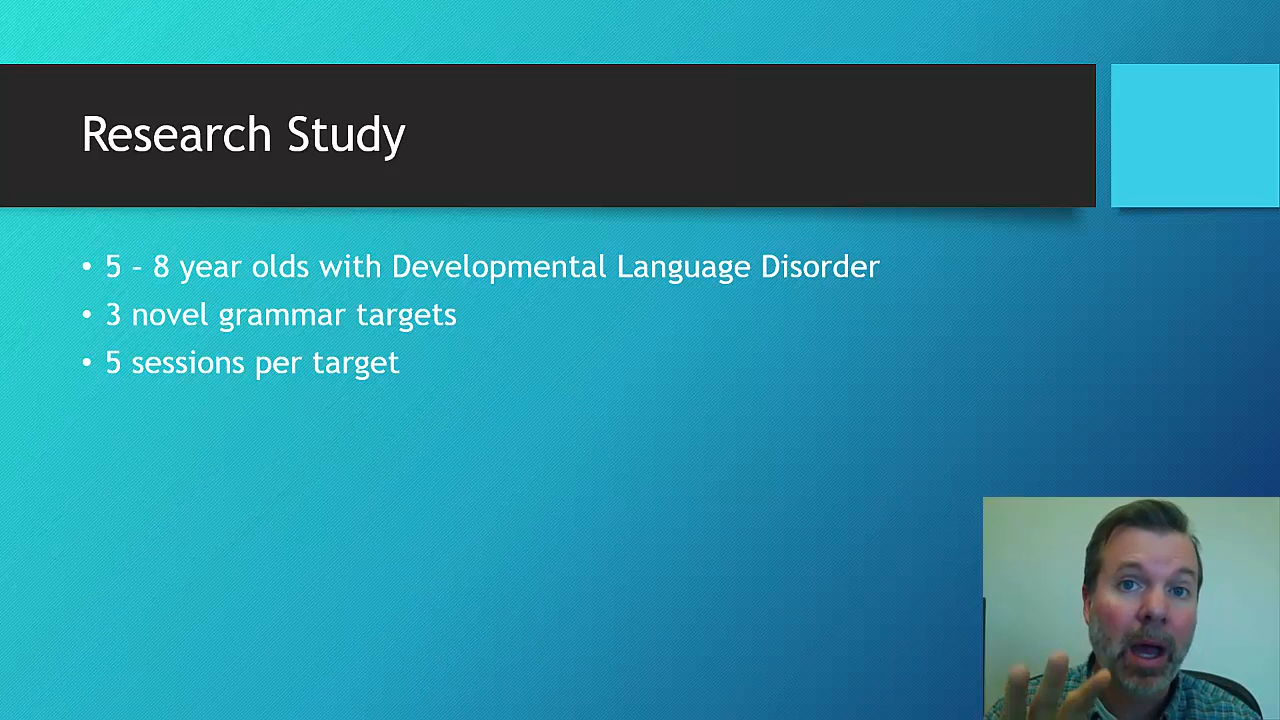 Research Study
• 5 – 8 year olds with Developmental Language Disorder
• 3 novel grammar targets
• 5 sessions per target